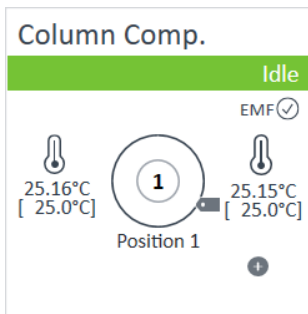 Column Comp.
Idle
EMF
1
25.16°C
[ 25.0°C]
25.15°C
[ 25.0°C]
Position 1